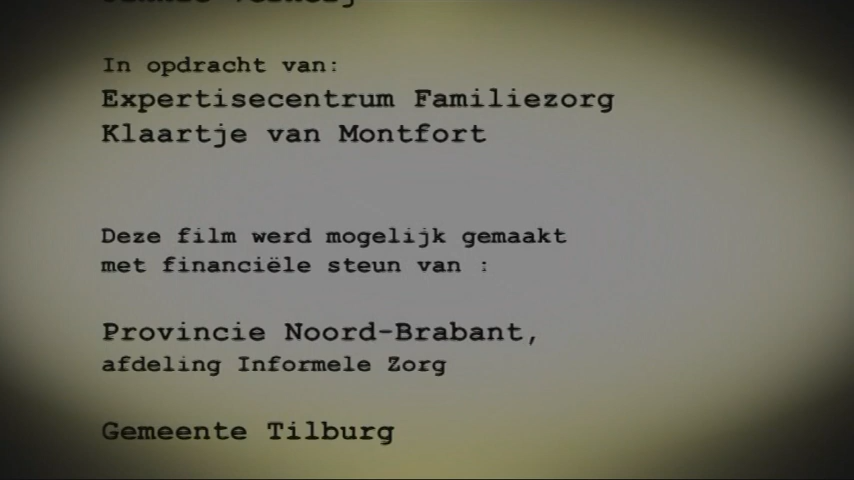 In opdracht van:
Expertisecentrum Familiezorg
Klaartje van Montfort
Deze film werd mogelijk gemaakt
met financiële steun van :
Provincie Noord-Brabant,
afdeling Informele Zorg
Gemeente Tilburg